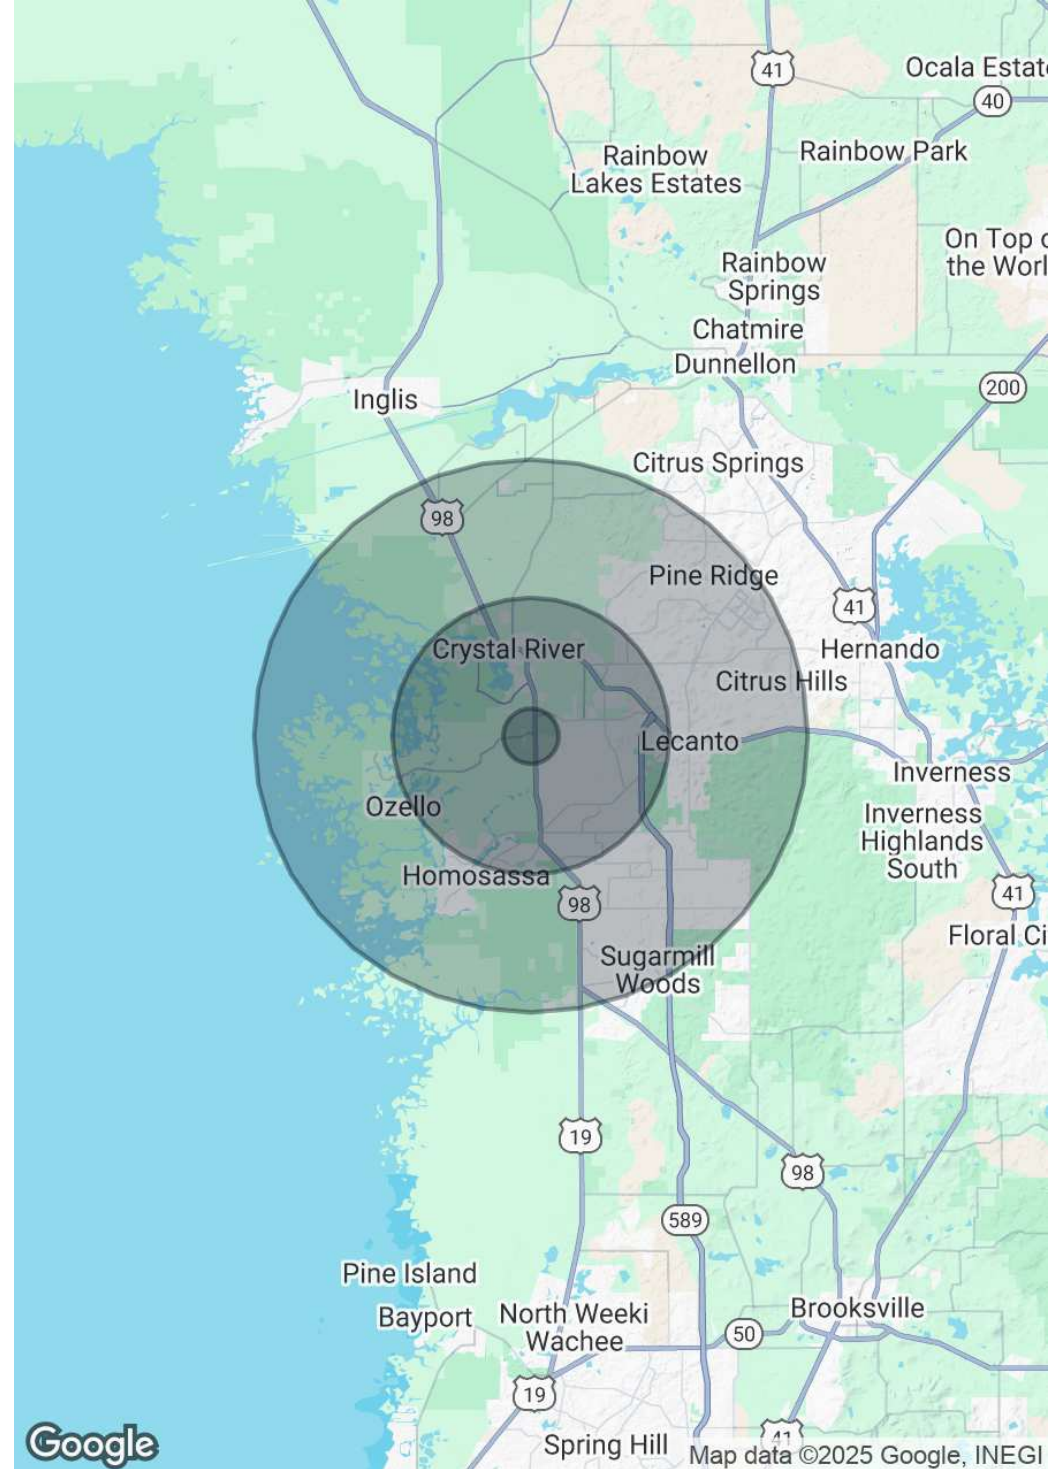 41
Ocala Estat
40
Rainbow
Lakes Estates
Rainbow Park
On Top o
the Worl
Rainbow
Springs
Chatmire
Dunnellon
200
Inglis
Citrus Springs
98
Pine Ridge
41
Crystal River
Hernando
Citrus Hills
Lecanto
Inverness
Ozello
Inverness
Highlands
South
Homosassa
98
41
Floral Ci
Sugarmill
Woods
19
98
589
Pine Island
Bayport
North Weeki
Wachee
Brooksville
50
19
41
Spring Hill
Google
Map data ©2025 Google, INEGI